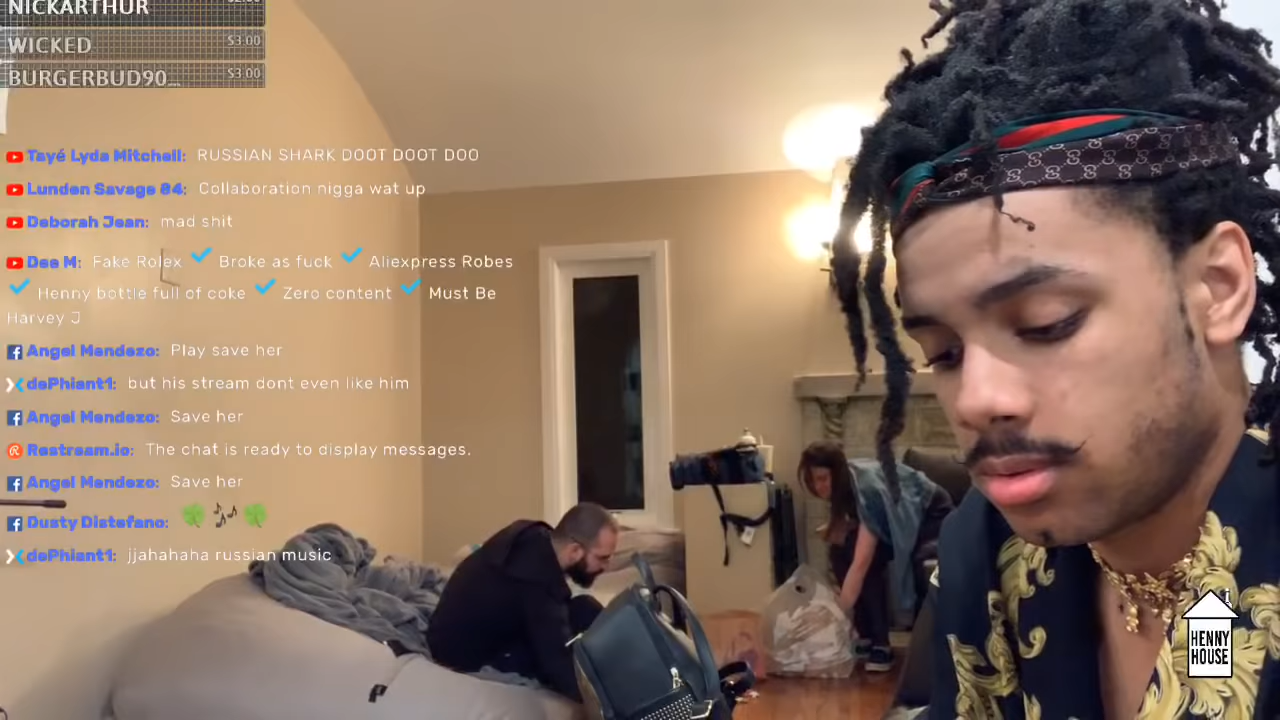 NICKARTHUR
WICKED $3.00
BURGERBUD90... $3.00
Tayé Lyda Mitchell: RUSSIAN SHARK DOOT DOOT DOO
Lunden Savage 84: Collaboration nigga wat up
Deborah Jean: mad shit
Dee M: Fake Rolex ✓ Broke as fuck ✓ Aliexpress Robes
✓ Henny bottle full of coke ✓ Zero content ✓ Must Be
Harvey J
Angel Mendezo: Play save her
dePhiant1: but his stream dont even like him
Angel Mendezo: Save her
Restream.io: The chat is ready to display messages.
Angel Mendezo: Save her
Dusty Distefano: 🍀🎶🍀
dePhiant1: jjahahaha russian music
HENNY
HOUSE